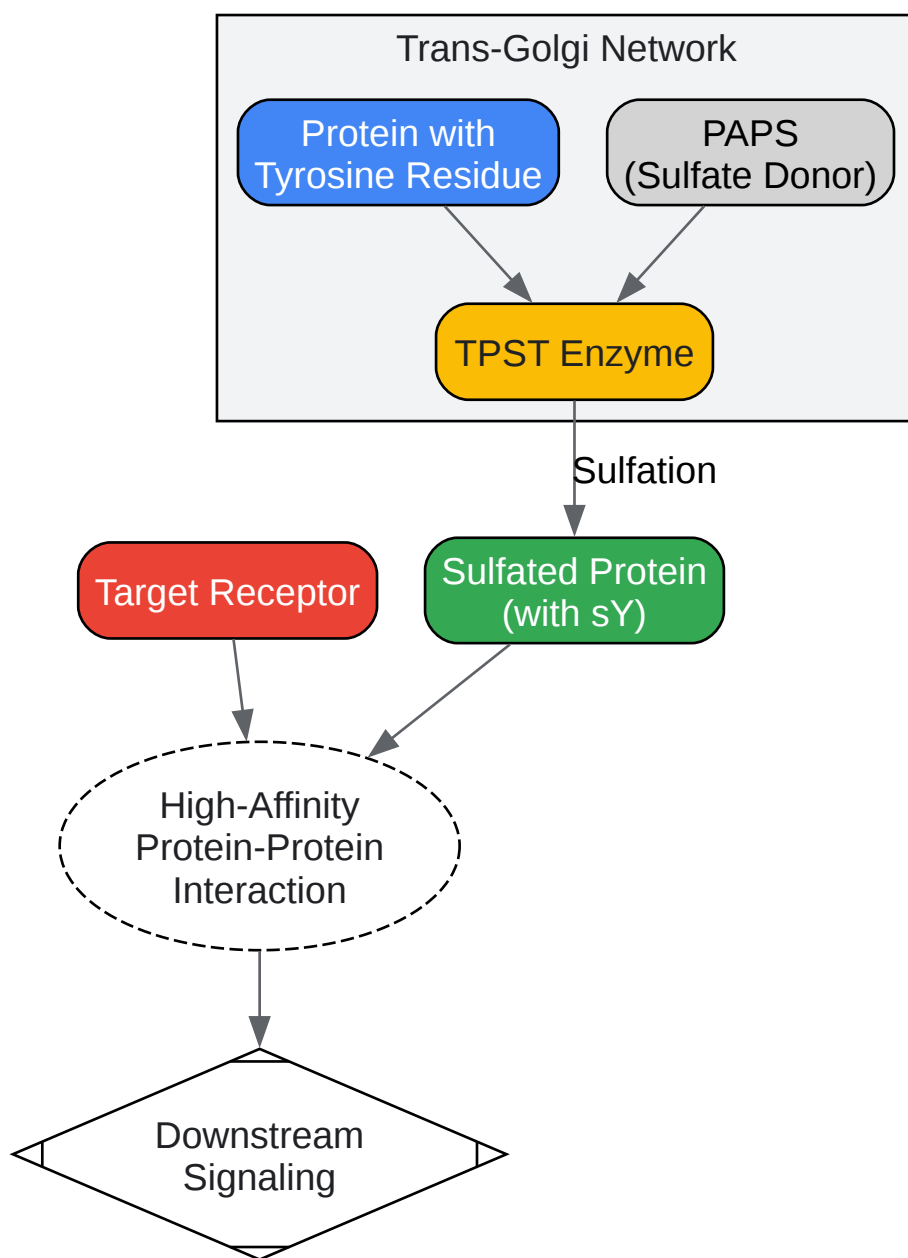 Trans-Golgi Network
Protein with
Tyrosine Residue
PAPS
(Sulfate Donor)
TPST Enzyme
Sulfation
Target Receptor
Sulfated Protein
(with sY)
High-Affinity
Protein-Protein
Interaction
Downstream
Signaling